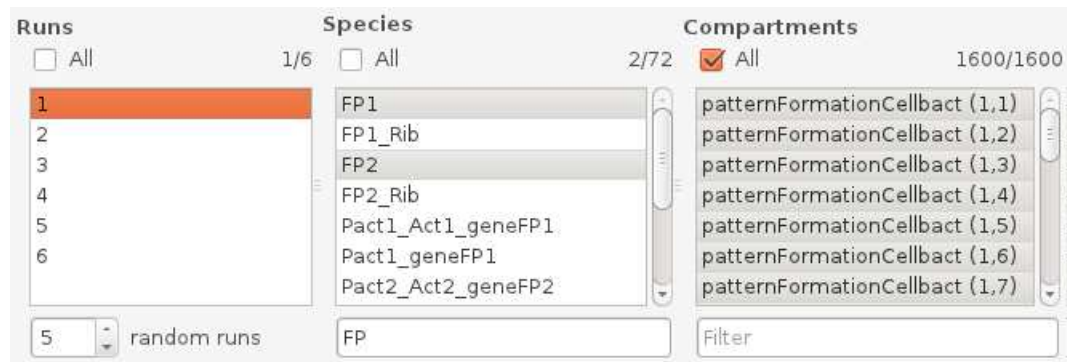 Runs Species Compartments
All 1/6 All 2/72 All 1600/1600
1 FP1 patternFormationCellbact (1,1)
2 FP1_Rib patternFormationCellbact (1,2)
3 FP2 patternFormationCellbact (1,3)
4 FP2_Rib patternFormationCellbact (1,4)
5 Pact1_Act1_geneFP1 patternFormationCellbact (1,5)
6 Pact1_geneFP1 patternFormationCellbact (1,6)
Pact2_Act2_geneFP2 patternFormationCellbact (1,7)
5 random runs FP Filter